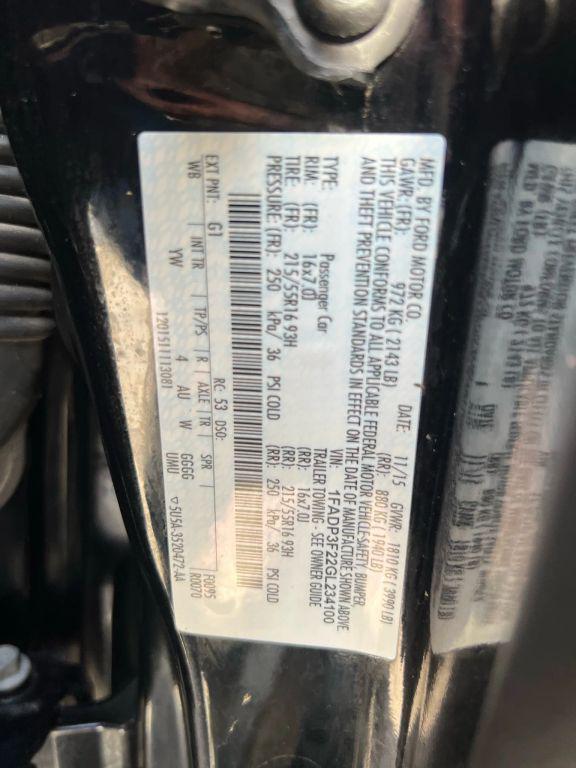 MFD. BY FORD MOTOR CO.
DATE: 11/15 GVWR: 1810 KG ( 3990 LB)
GAWR: (FR): 972 KG ( 2143 LB) (RR): 880 KG ( 1940 LB)
THIS VEHICLE CONFORMS TO ALL APPLICABLE FEDERAL MOTOR VEHICLE SAFETY, BUMPER
AND THEFT PREVENTION STANDARDS IN EFFECT ON THE DATE OF MANUFACTURE SHOWN ABOVE.
VIN: 1FADP3F22GL234100
TYPE: Passenger Car TRAILER TOWING - SEE OWNER GUIDE
RIM: (FR): 16x7.0J (RR): 16x7.0J
TIRE: (FR): 215/55R16 93H (RR): 215/55R16 93H
PRESSURE: (FR): 250 kPa/ 36 PSI COLD (RR): 250 kPa/ 36 PSI COLD
EXT PNT: G1 RC: 53 DSO: F0095
R0070
WB INT TR TP/PS R AXLE TR SPR
YW 4 AU W GGGG UMU
1201511113081 5U5A-3520472-AA